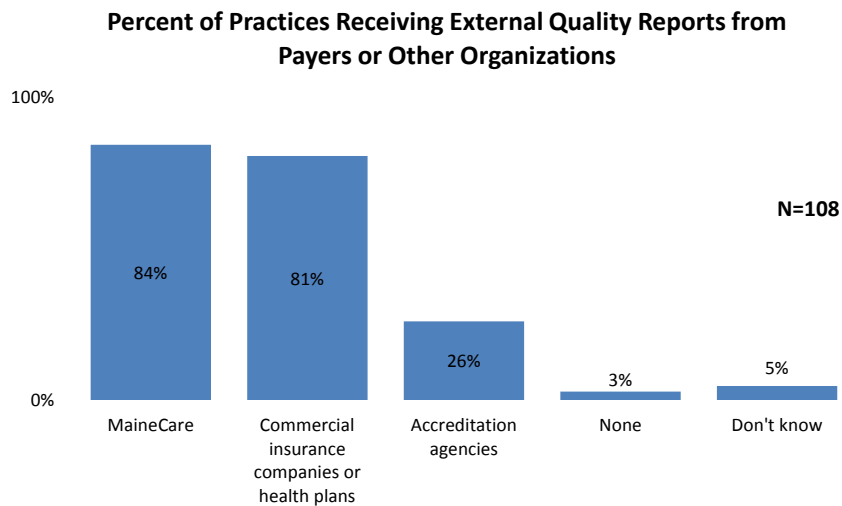 Percent of Practices Receiving External Quality Reports from
Payers or Other Organizations
100%
N=108
84%
81%
26%
3%
5%
0%
MaineCare
Commercial
insurance
companies or
health plans
Accreditation
agencies
None
Don't know